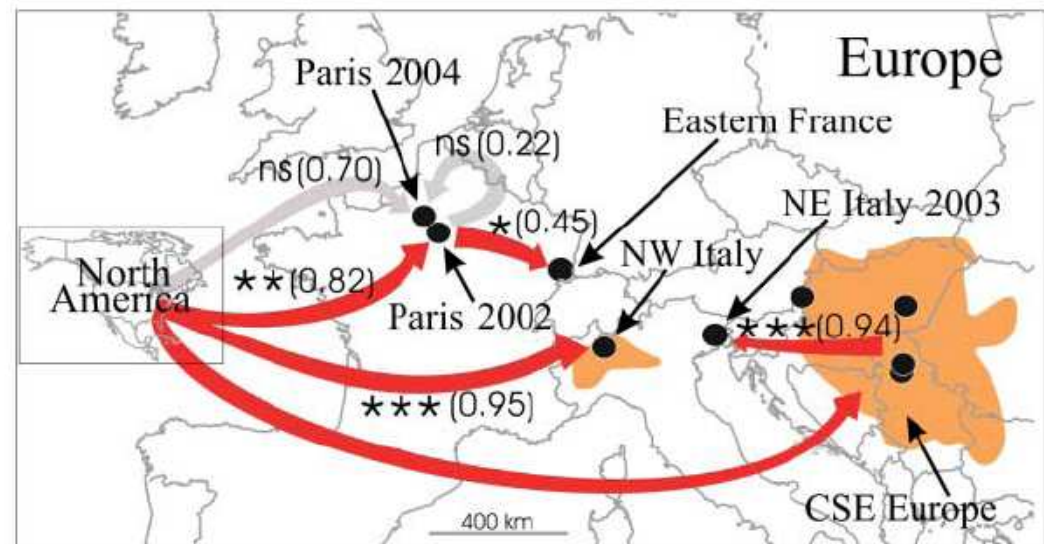 Europe
Paris 2004
Eastern France
ns (0.22)
ns (0.70)
NE Italy 2003
* (0.45)
NW Italy
North
America
** (0.82)
Paris 2002
*** (0.94)
*** (0.95)
CSE Europe
400 km